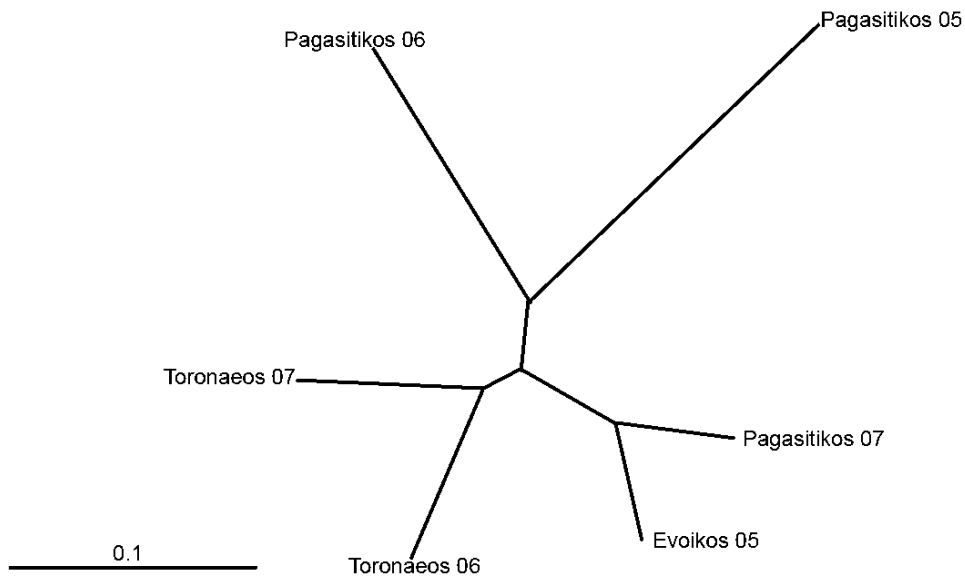 Pagasitikos 05
Pagasitikos 06
Toronaeos 07
Pagasitikos 07
Evoikos 05
0.1
Toronaeos 06